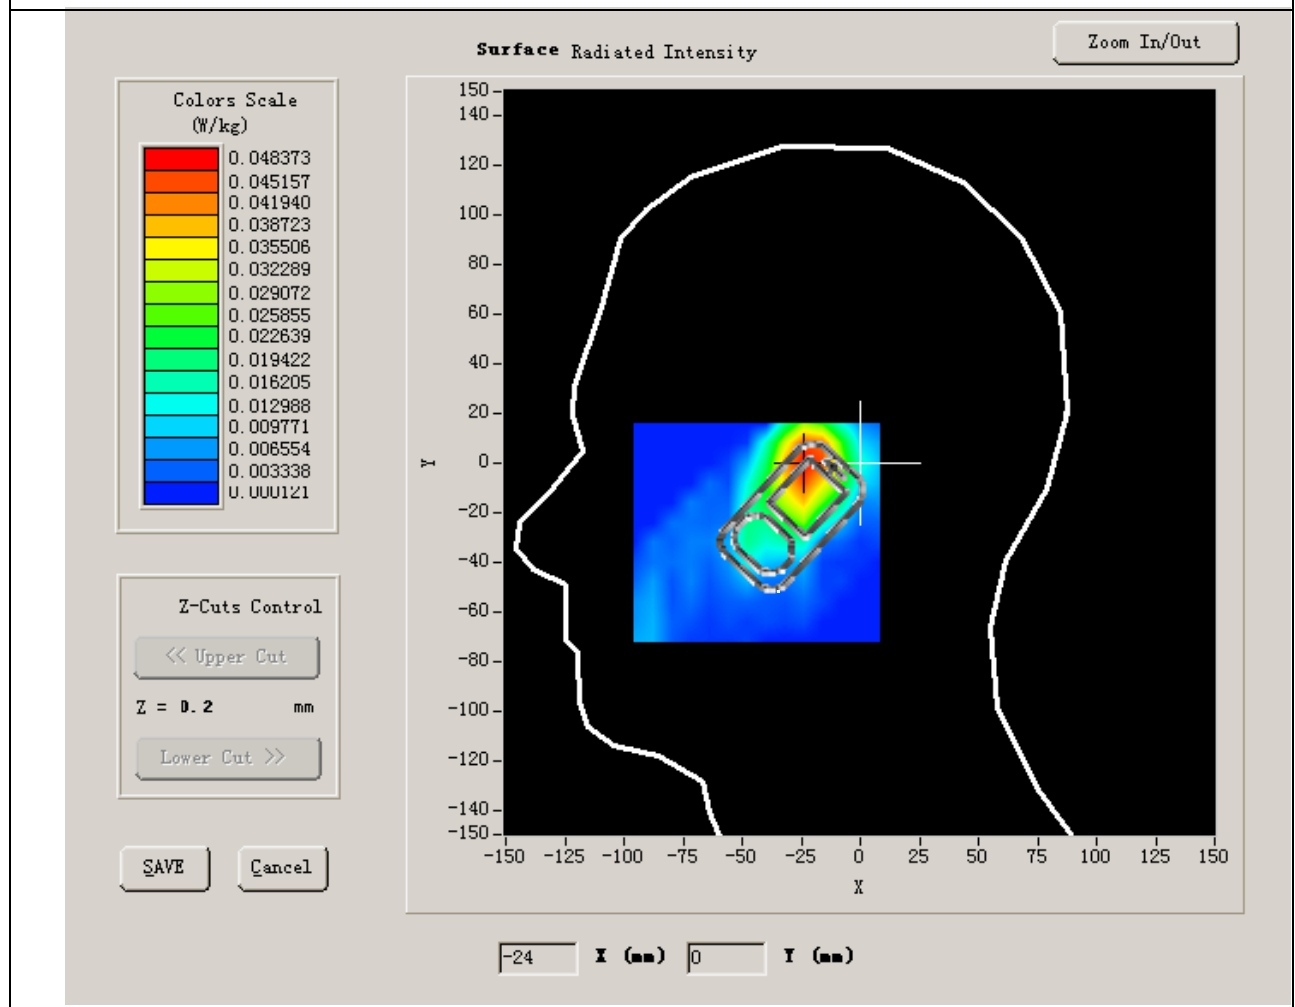 Surface Radiated Intensity
Zoom In/Out
Colors Scale
(W/kg)
0.048373
0.045157
0.041940
0.038723
0.035506
0.032289
0.029072
0.025855
0.022639
0.019422
0.016205
0.012988
0.009771
0.006554
0.003338
0.000121
Z-Cuts Control
<< Upper Cut
Z = 0.2 mm
Lower Cut >>
SAVE
Cancel
150
140
120
100
80
60
40
20
0
-20
-40
-60
-80
-100
-120
-140
-150
Y
-150 -125 -100 -75 -50 -25 0 25 50 75 100 125 150
X
-24 X (mm) 0 Y (mm)